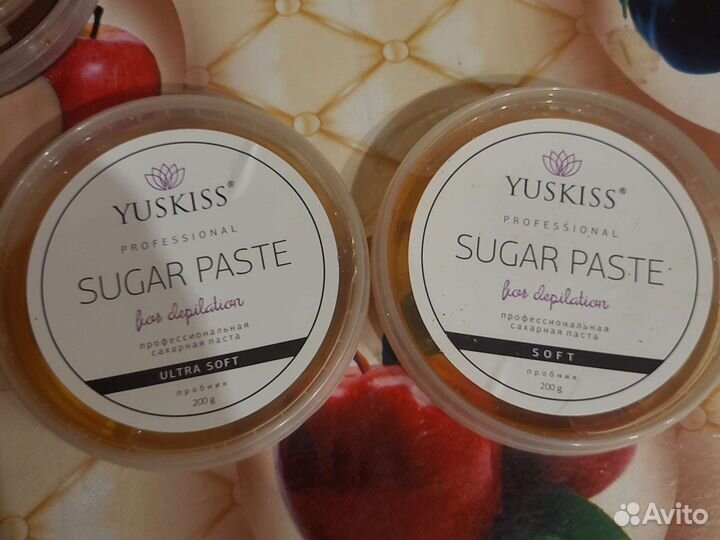 YUSKISS®
PROFESSIONAL
SUGAR PASTE
for depilation
профессиональная
сахарная паста
ULTRA SOFT
пробник
200 g
YUSKISS®
PROFESSIONAL
SUGAR PASTE
for depilation
профессиональная
сахарная паста
SOFT
пробник
200 g
Avito